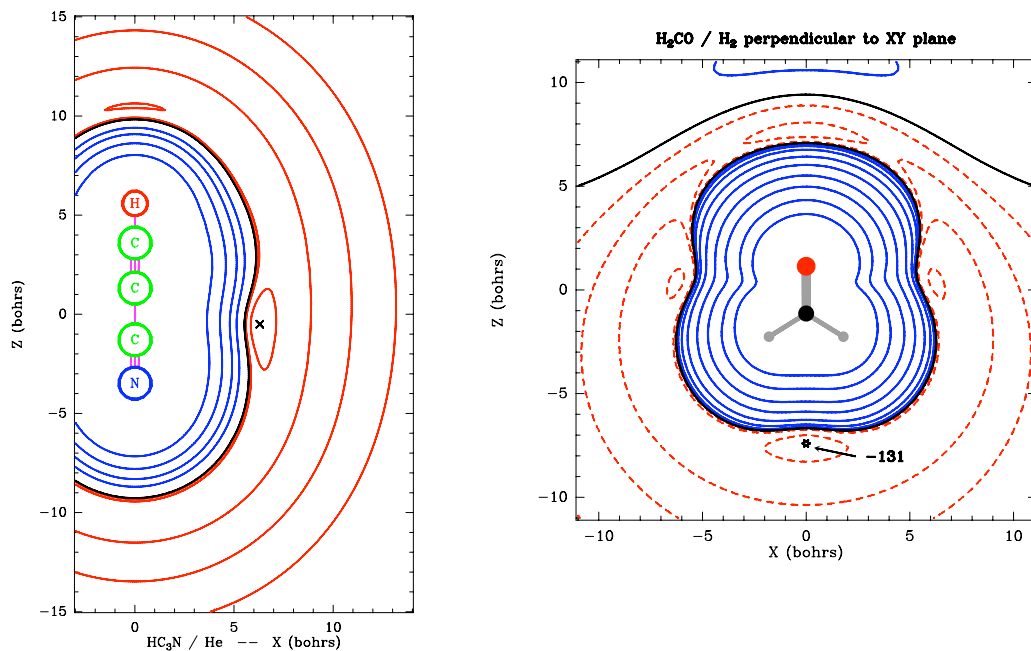 15
10
5
0
−5
−10
−15
Z (bohrs)
H
C
C
C
N
0 5 10
HC₃N / He −− X (bohrs)
H₂CO / H₂ perpendicular to XY plane
10
5
0
−5
−10
Z (bohrs)
−131
−10 −5 0 5 10
X (bohrs)